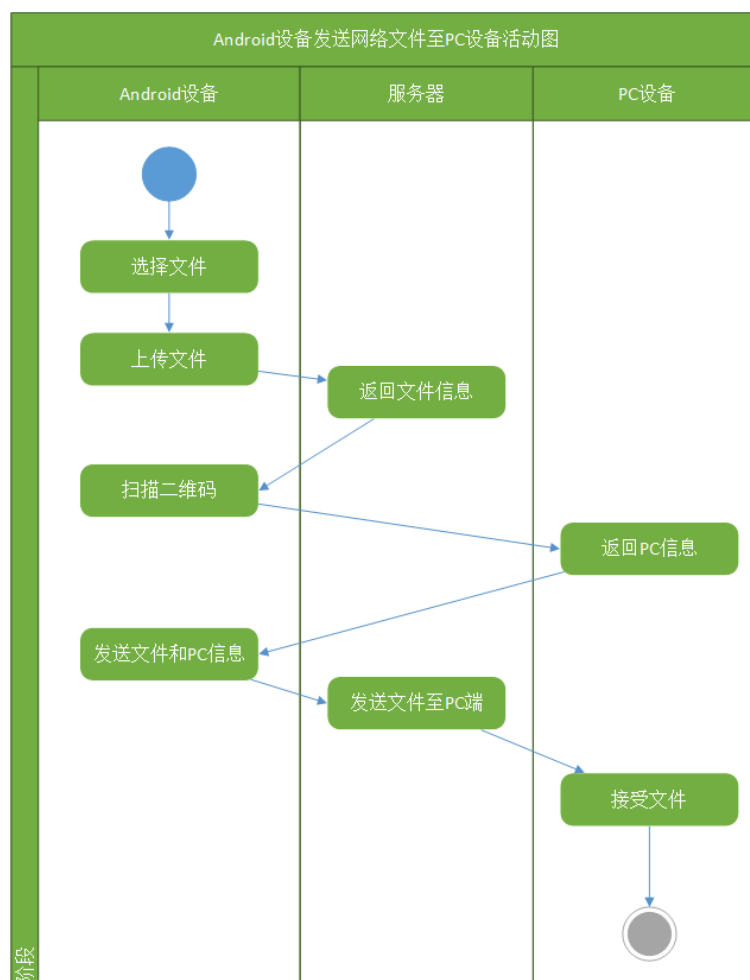 Android设备发送网络文件至PC设备活动图
Android设备
服务器
PC设备
选择文件
上传文件
返回文件信息
扫描二维码
返回PC信息
发送文件和PC信息
发送文件至PC端
接受文件
阶段